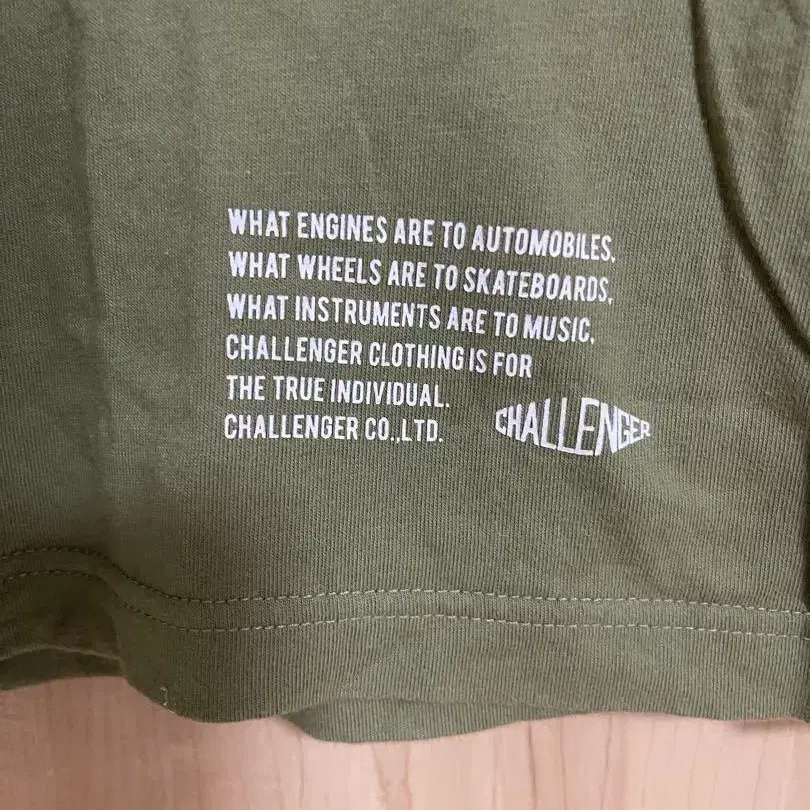 WHAT ENGINES ARE TO AUTOMOBILES,
WHAT WHEELS ARE TO SKATEBOARDS,
WHAT INSTRUMENTS ARE TO MUSIC,
CHALLENGER CLOTHING IS FOR
THE TRUE INDIVIDUAL.
CHALLENGER CO.,LTD.
CHALLENGER